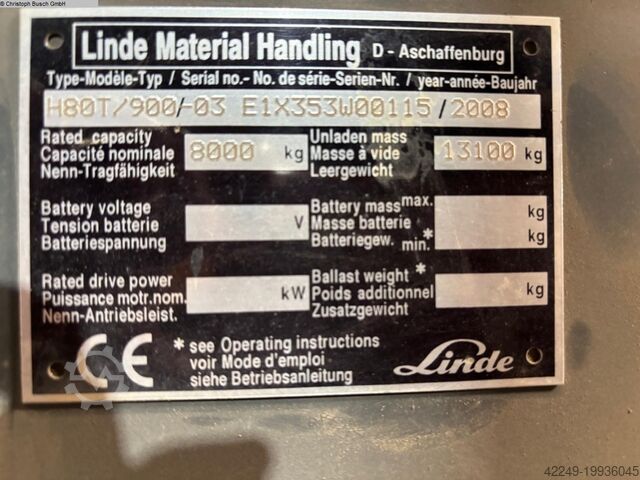 © Christoph Busch GmbH
Linde Material Handling D - Aschaffenburg
Type-Modèle-Typ / Serial no.- No. de série-Serien-Nr. / year-année-Baujahr
H80T/900/-03 E1X353W00115 / 2008
Rated capacity
Capacité nominale
Nenn-Tragfähigkeit
8000 kg
Unladen mass
Masse à vide
Leergewicht
13100 kg
Battery voltage
Tension batterie
Batteriespannung
V
Battery mass max.
Masse batterie
Batteriegew. min.*
kg
kg
Rated drive power
Puissance motr.nom.
Nenn-Antriebsleist.
kW
Ballast weight *
Poids additionnel
Zusatzgewicht
kg
CE
* see Operating instructions
voir Mode d'emploi
siehe Betriebsanleitung
Linde
42249-19936045